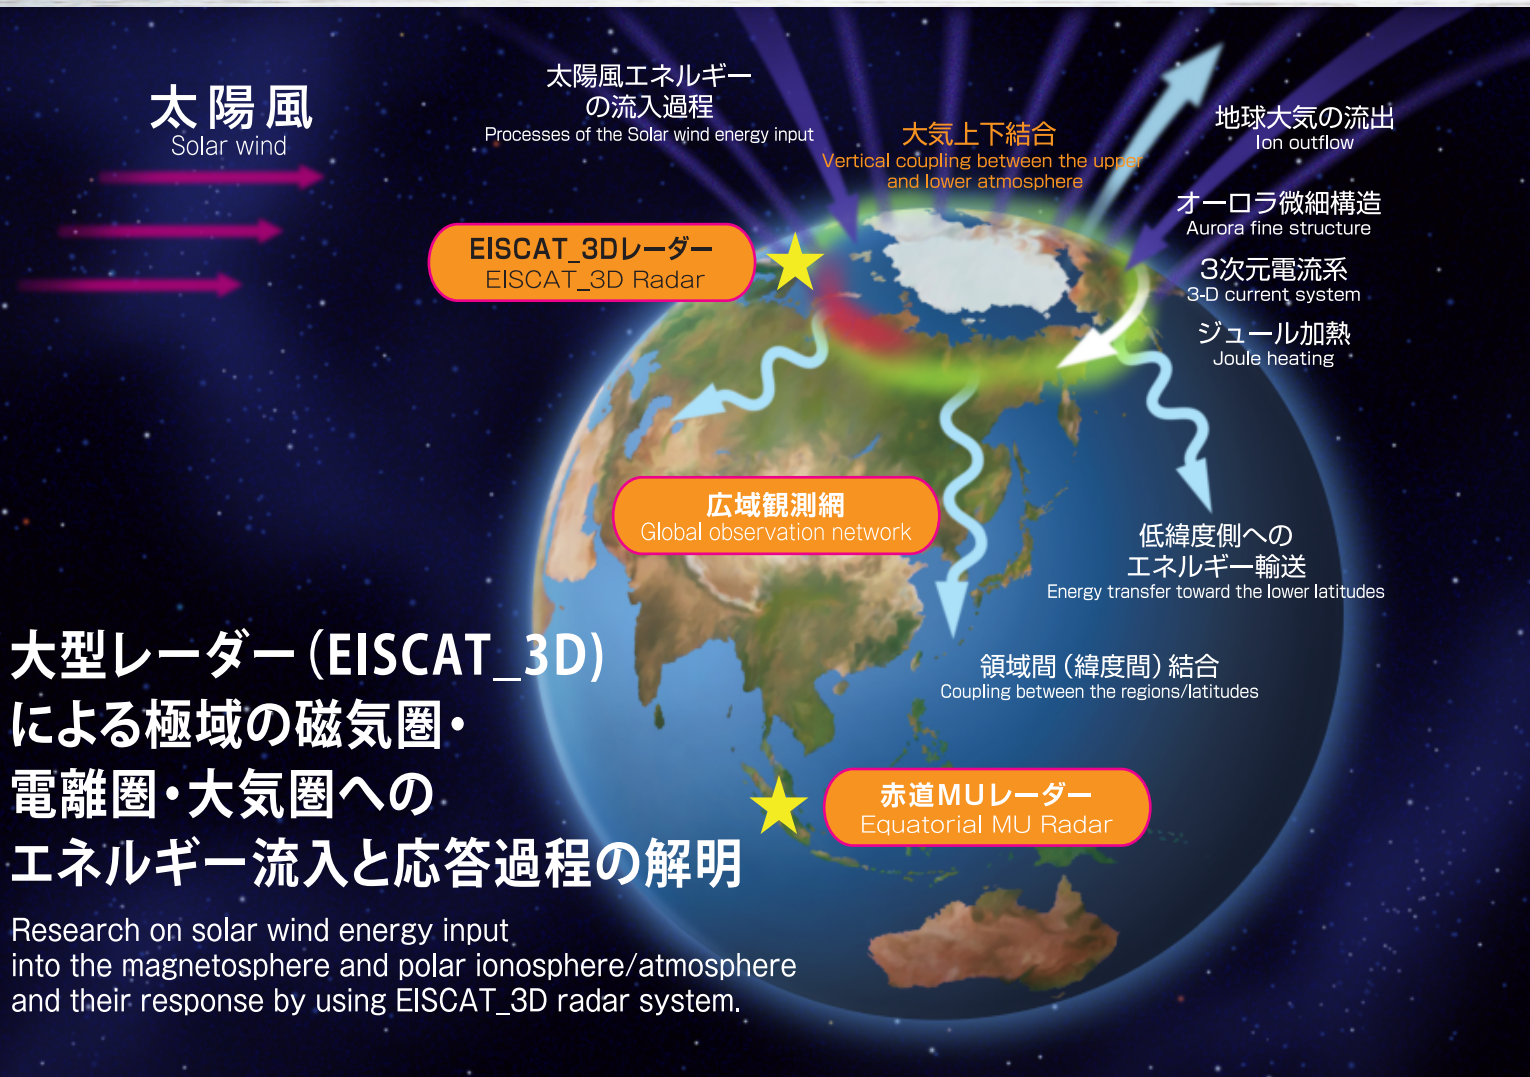 太陽風
Solar wind
太陽風エネルギー
の流入過程
Processes of the Solar wind energy input
大気上下結合
Vertical coupling between the upper
and lower atmosphere
地球大気の流出
Ion outflow
オーロラ微細構造
Aurora fine structure
3次元電流系
3-D current system
ジュール加熱
Joule heating
EISCAT_3Dレーダー
EISCAT_3D Radar
広域観測網
Global observation network
低緯度側への
エネルギー輸送
Energy transfer toward the lower latitudes
領域間(緯度間)結合
Coupling between the regions/latitudes
赤道MUレーダー
Equatorial MU Radar
大型レーダー(EISCAT_3D)
による極域の磁気圏・
電離圏・大気圏への
エネルギー流入と応答過程の解明
Research on solar wind energy input
into the magnetosphere and polar ionosphere/atmosphere
and their response by using EISCAT_3D radar system.